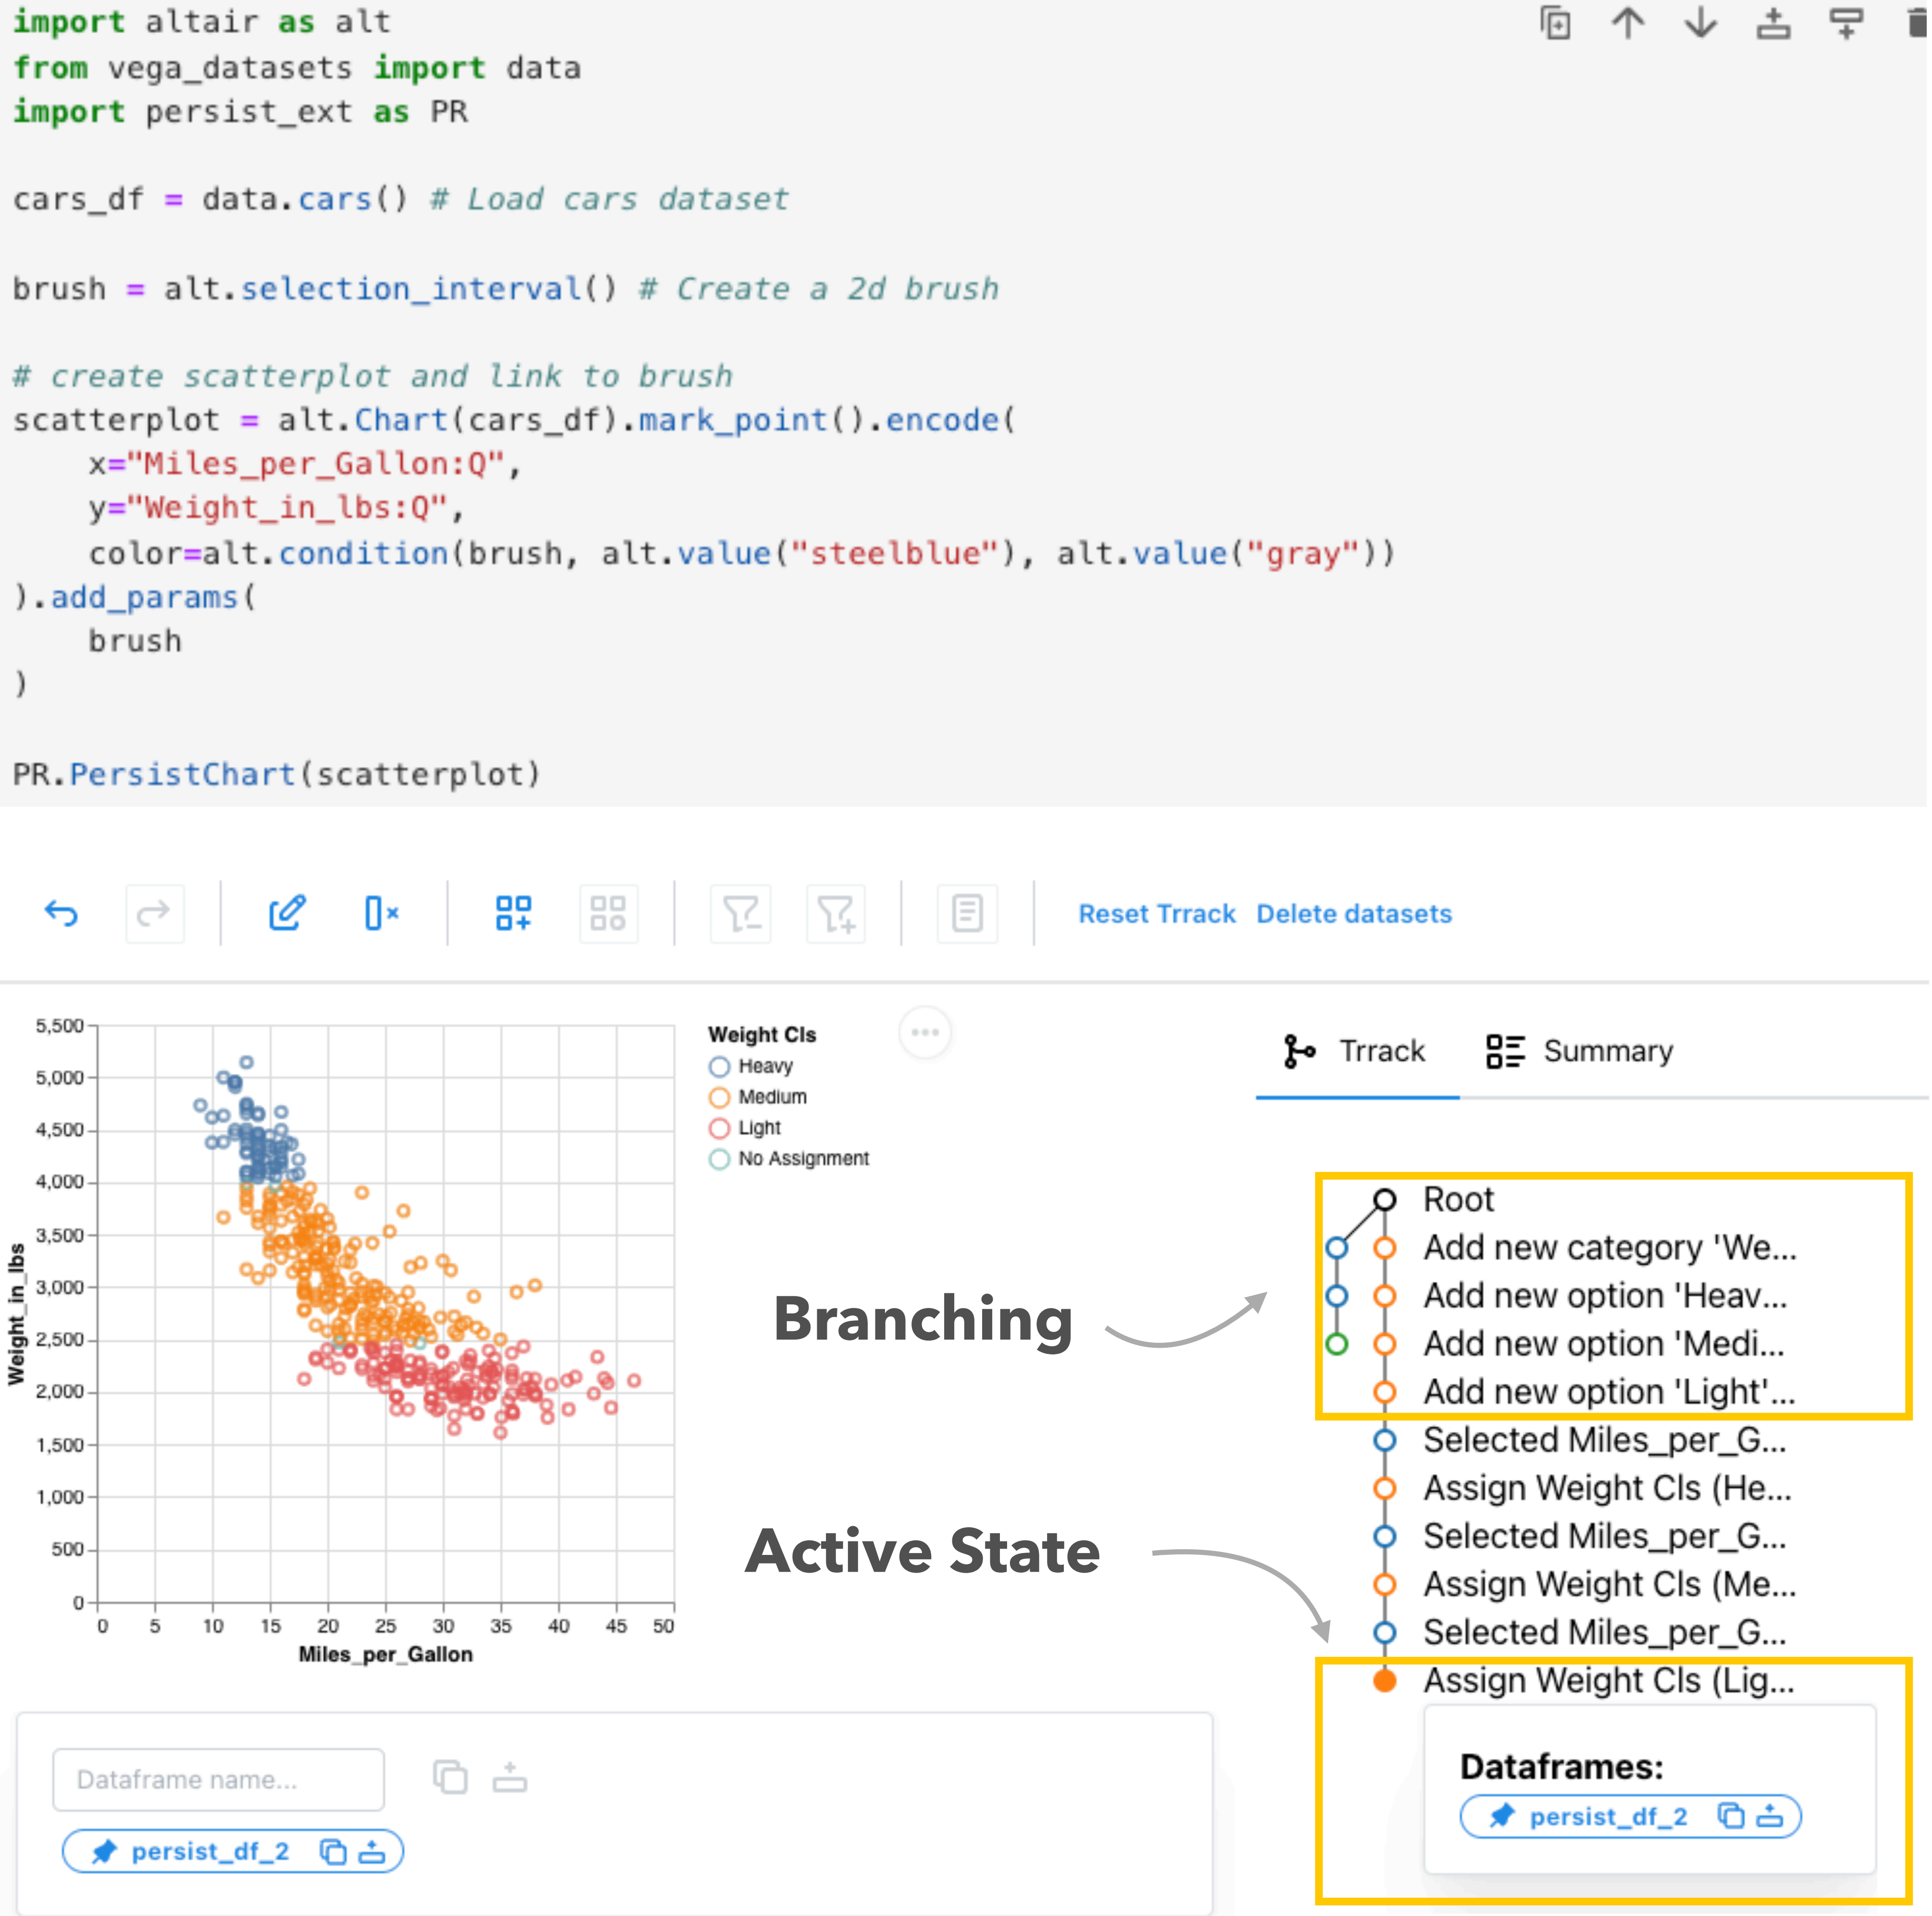 import altair as alt
from vega_datasets import data
import persist_ext as PR
cars_df = data.cars() # Load cars dataset
brush = alt.selection_interval() # Create a 2d brush
# create scatterplot and link to brush
scatterplot = alt.Chart(cars_df).mark_point().encode(
    x="Miles_per_Gallon:Q",
    y="Weight_in_lbs:Q",
    color=alt.condition(brush, alt.value("steelblue"), alt.value("gray"))
).add_params(
    brush
)
PR.PersistChart(scatterplot)
Reset Trrack Delete datasets
5,500
5,000
4,500
4,000
3,500
3,000
2,500
2,000
1,500
1,000
500
0
Weight_in_lbs
0 5 10 15 20 25 30 35 40 45 50
Miles_per_Gallon
Weight Cls
Heavy
Medium
Light
No Assignment
Branching
Active State
Trrack Summary
Root
Add new category 'We...
Add new option 'Heav...
Add new option 'Medi...
Add new option 'Light'...
Selected Miles_per_G...
Assign Weight Cls (He...
Selected Miles_per_G...
Assign Weight Cls (Me...
Selected Miles_per_G...
Assign Weight Cls (Lig...
Dataframes:
persist_df_2
Dataframe name...
persist_df_2